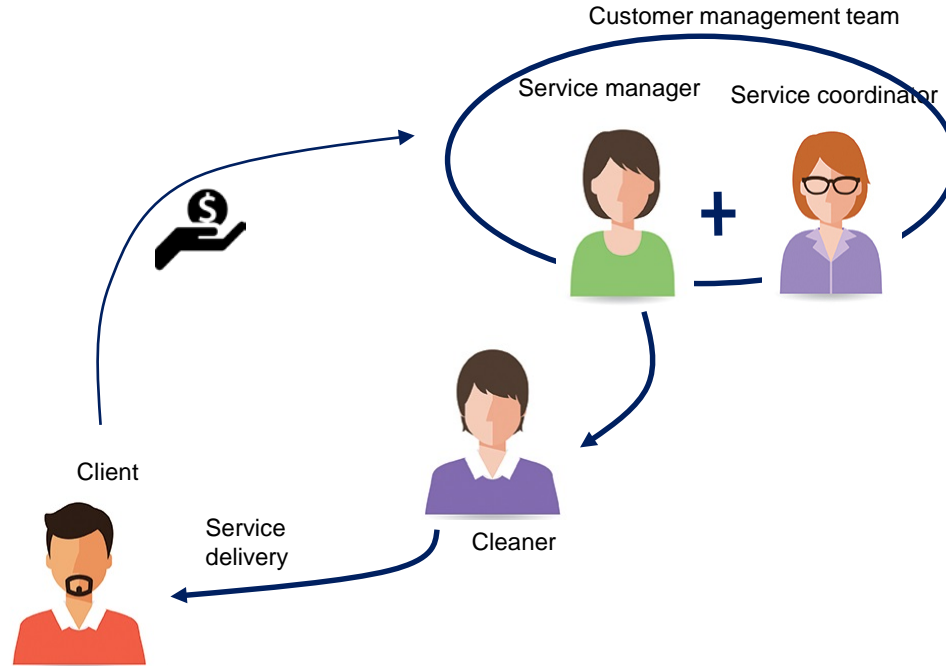 Customer management team
Service manager
Service coordinator
$
Client
Service
delivery
Cleaner